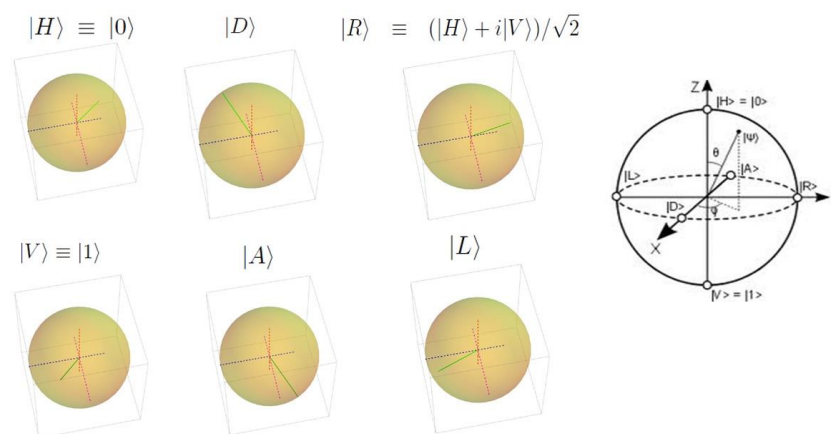 |H⟩ ≡ |0⟩
|D⟩
|R⟩ ≡ (|H⟩ + i|V⟩)/√2
|V⟩ ≡ |1⟩
|A⟩
|L⟩
Z
|H> = |0>
|Ψ⟩
θ
|A>
|L>
|R>
|D>
φ
X
|V> = |1>